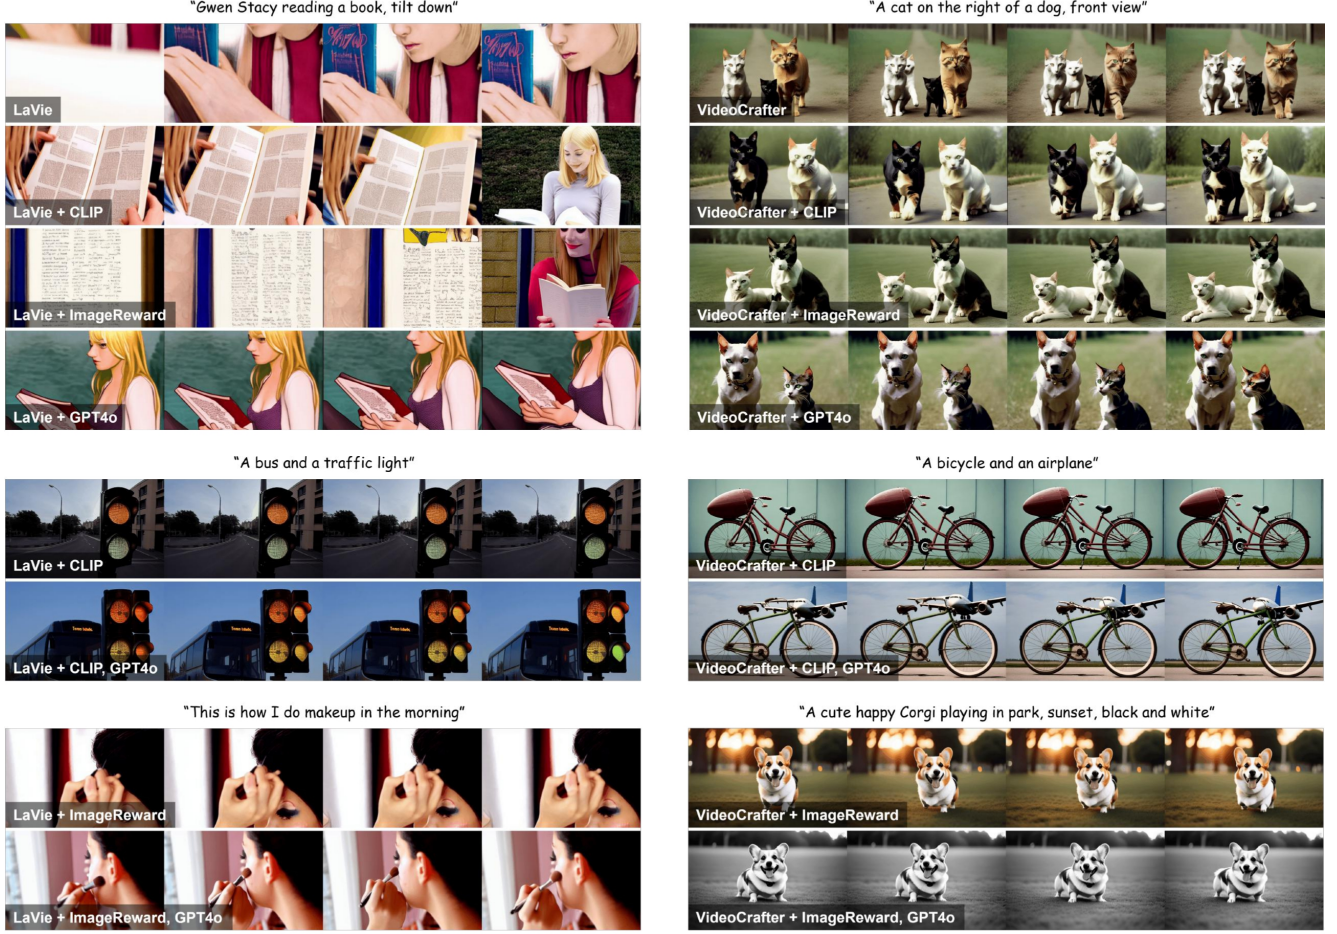 “Gwen Stacy reading a book, tilt down”
LaVie
LaVie + CLIP
LaVie + ImageReward
LaVie + GPT4o
“A cat on the right of a dog, front view”
VideoCrafter
VideoCrafter + CLIP
VideoCrafter + ImageReward
VideoCrafter + GPT4o
“A bus and a traffic light”
LaVie + CLIP
LaVie + CLIP, GPT4o
“A bicycle and an airplane”
VideoCrafter + CLIP
VideoCrafter + CLIP, GPT4o
“This is how I do makeup in the morning”
LaVie + ImageReward
LaVie + ImageReward, GPT4o
“A cute happy Corgi playing in park, sunset, black and white”
VideoCrafter + ImageReward
VideoCrafter + ImageReward, GPT4o